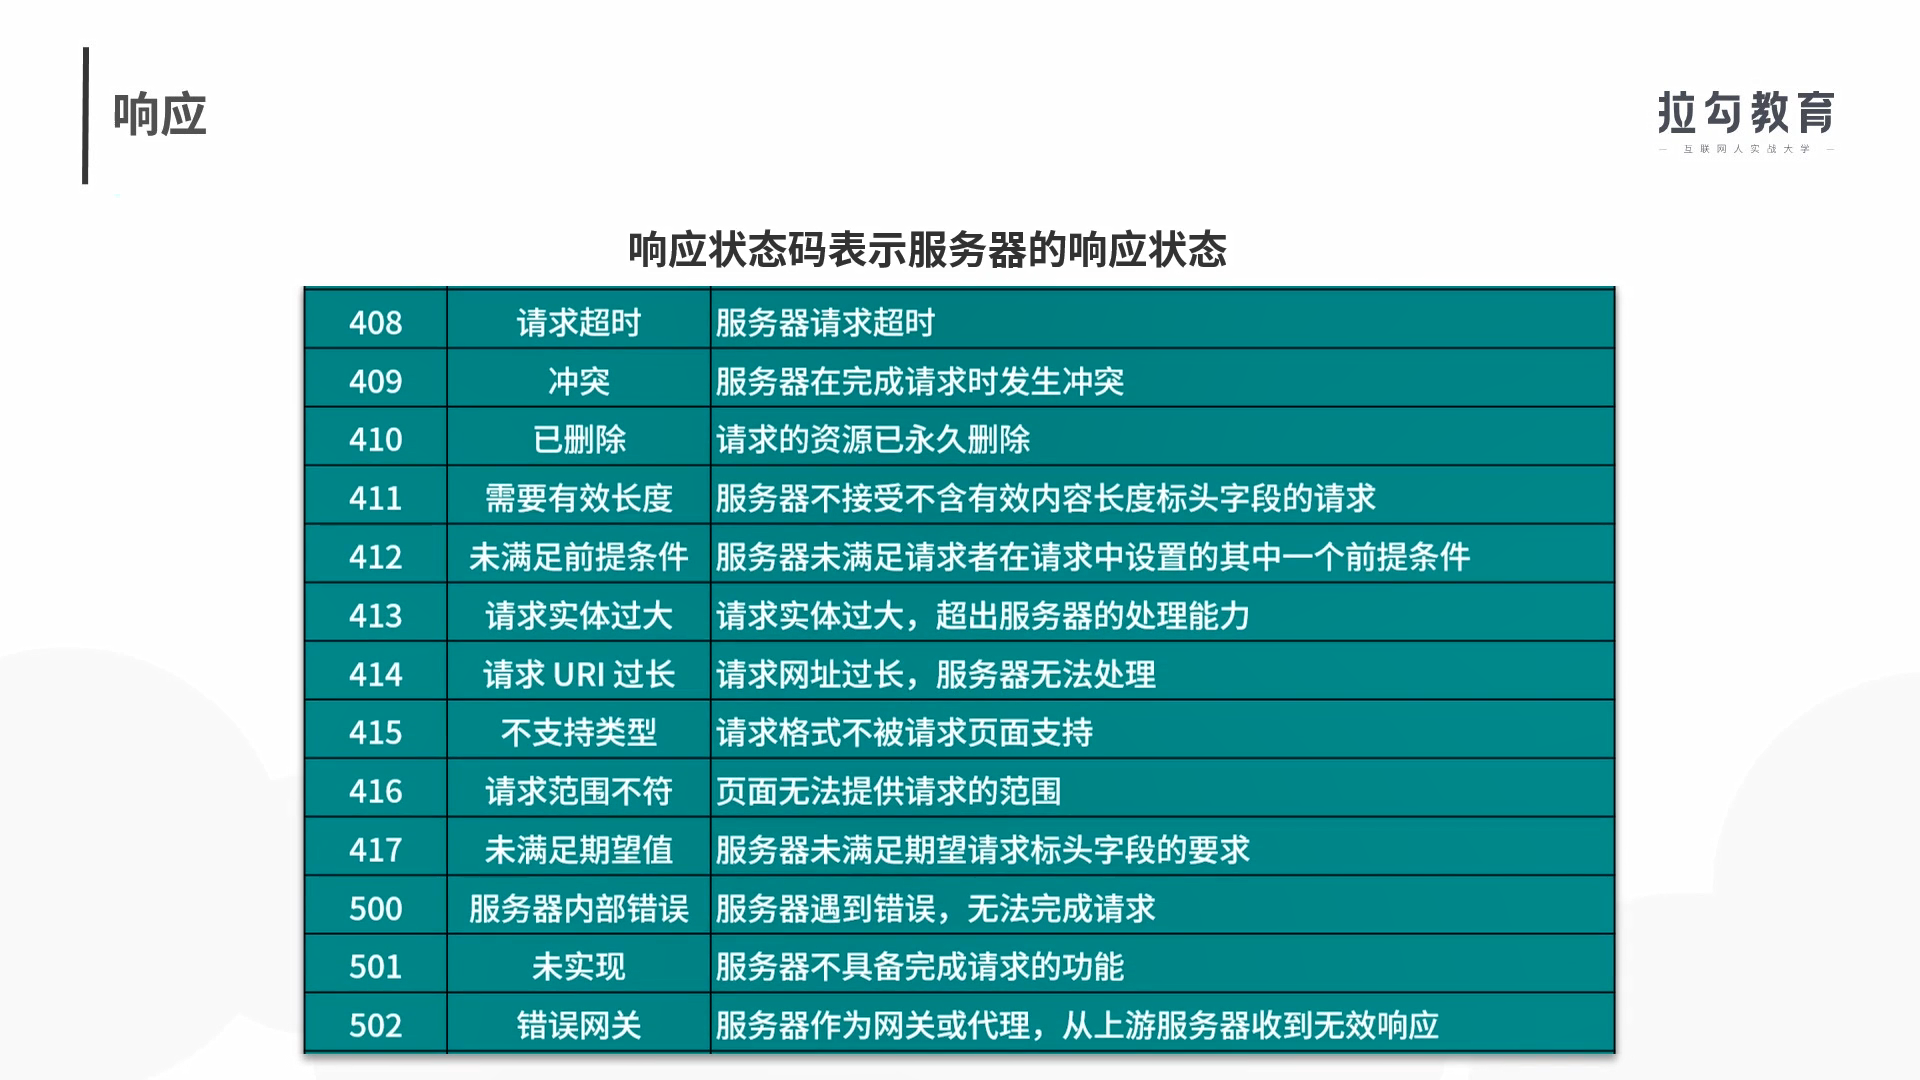 响应
拉勾教育
— 互联网人实战大学 —
响应状态码表示服务器的响应状态
408 请求超时 服务器请求超时
409 冲突 服务器在完成请求时发生冲突
410 已删除 请求的资源已永久删除
411 需要有效长度 服务器不接受不含有效内容长度标头字段的请求
412 未满足前提条件 服务器未满足请求者在请求中设置的其中一个前提条件
413 请求实体过大 请求实体过大，超出服务器的处理能力
414 请求 URI 过长 请求网址过长，服务器无法处理
415 不支持类型 请求格式不被请求页面支持
416 请求范围不符 页面无法提供请求的范围
417 未满足期望值 服务器未满足期望请求标头字段的要求
500 服务器内部错误 服务器遇到错误，无法完成请求
501 未实现 服务器不具备完成请求的功能
502 错误网关 服务器作为网关或代理，从上游服务器收到无效响应